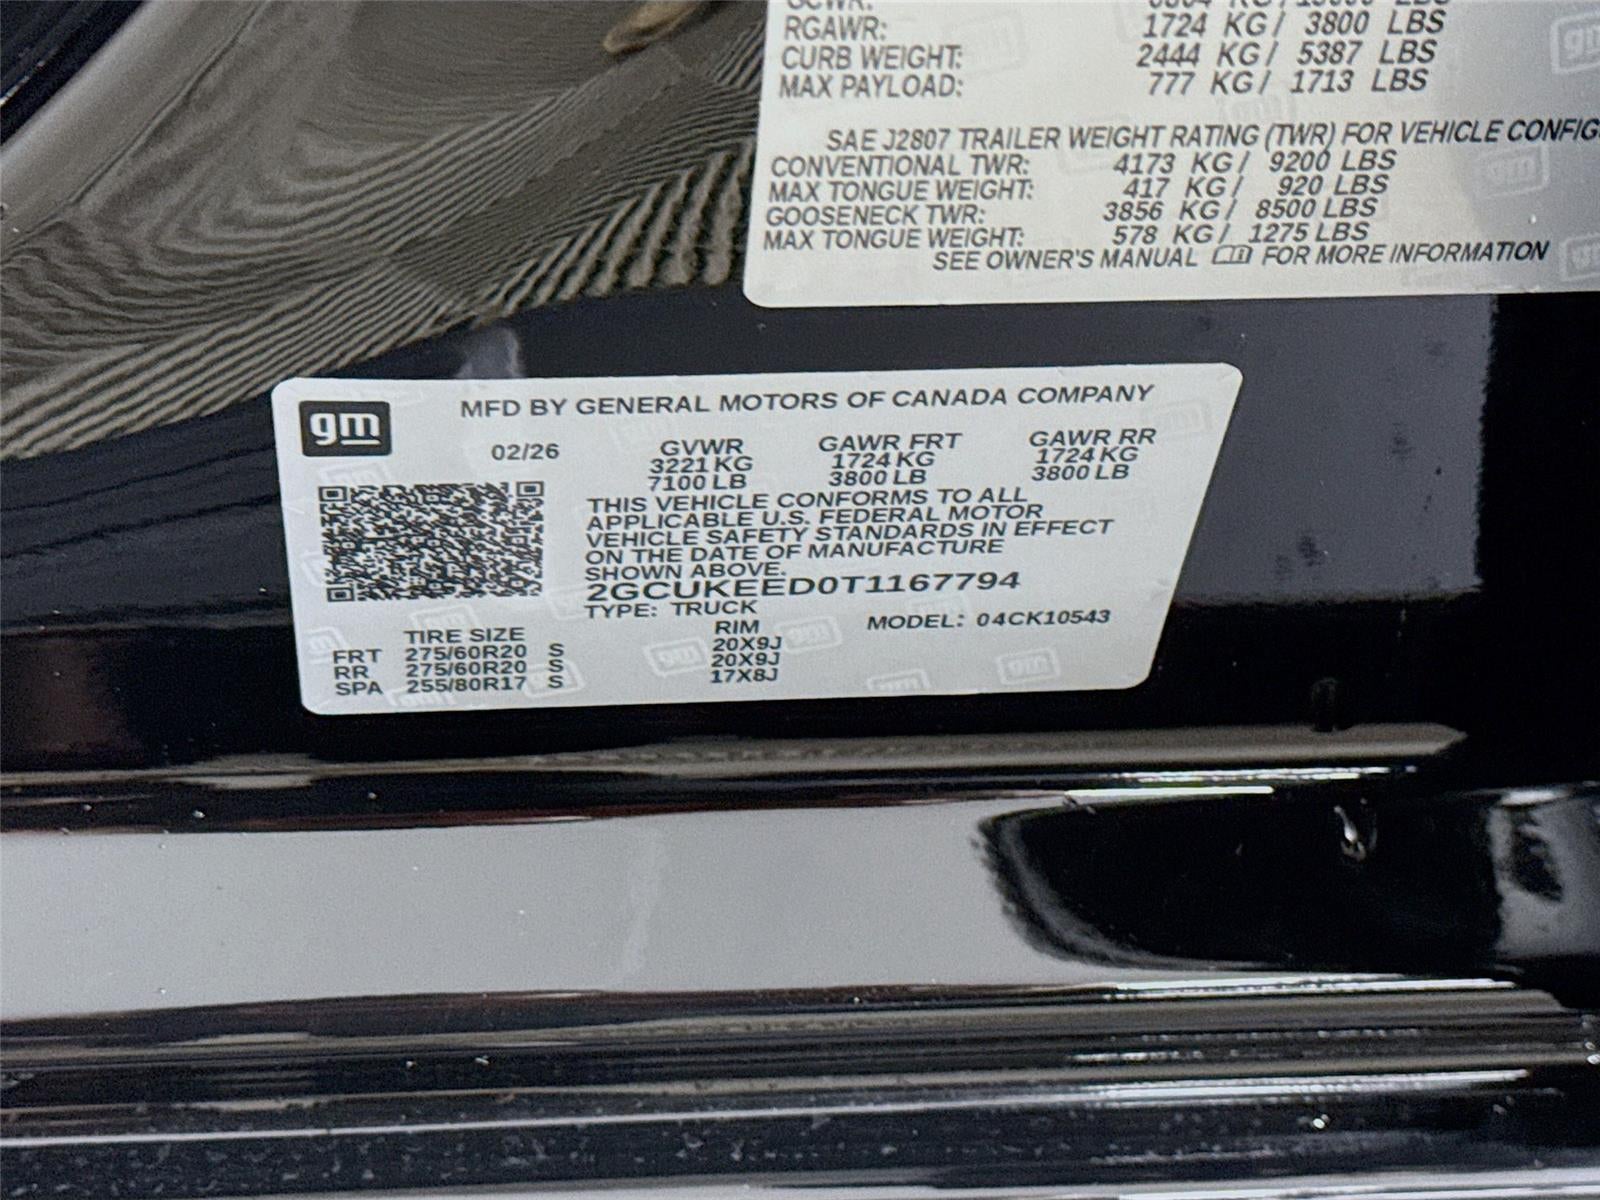 RGAWR: 1724 KG / 3800 LBS
CURB WEIGHT: 2444 KG / 5387 LBS
MAX PAYLOAD: 777 KG / 1713 LBS
SAE J2807 TRAILER WEIGHT RATING (TWR) FOR VEHICLE CONFIG
CONVENTIONAL TWR: 4173 KG / 9200 LBS
MAX TONGUE WEIGHT: 417 KG / 920 LBS
GOOSENECK TWR: 3856 KG / 8500 LBS
MAX TONGUE WEIGHT: 578 KG / 1275 LBS
SEE OWNER'S MANUAL FOR MORE INFORMATION
gm
MFD BY GENERAL MOTORS OF CANADA COMPANY
02/26 GVWR GAWR FRT GAWR RR
3221 KG 1724 KG 1724 KG
7100 LB 3800 LB 3800 LB
THIS VEHICLE CONFORMS TO ALL
APPLICABLE U.S. FEDERAL MOTOR
VEHICLE SAFETY STANDARDS IN EFFECT
ON THE DATE OF MANUFACTURE
SHOWN ABOVE.
2GCUKEED0T1167794
TYPE: TRUCK MODEL: 04CK10543
TIRE SIZE RIM
FRT 275/60R20 S 20X9J
RR 275/60R20 S 20X9J
SPA 255/80R17 S 17X8J